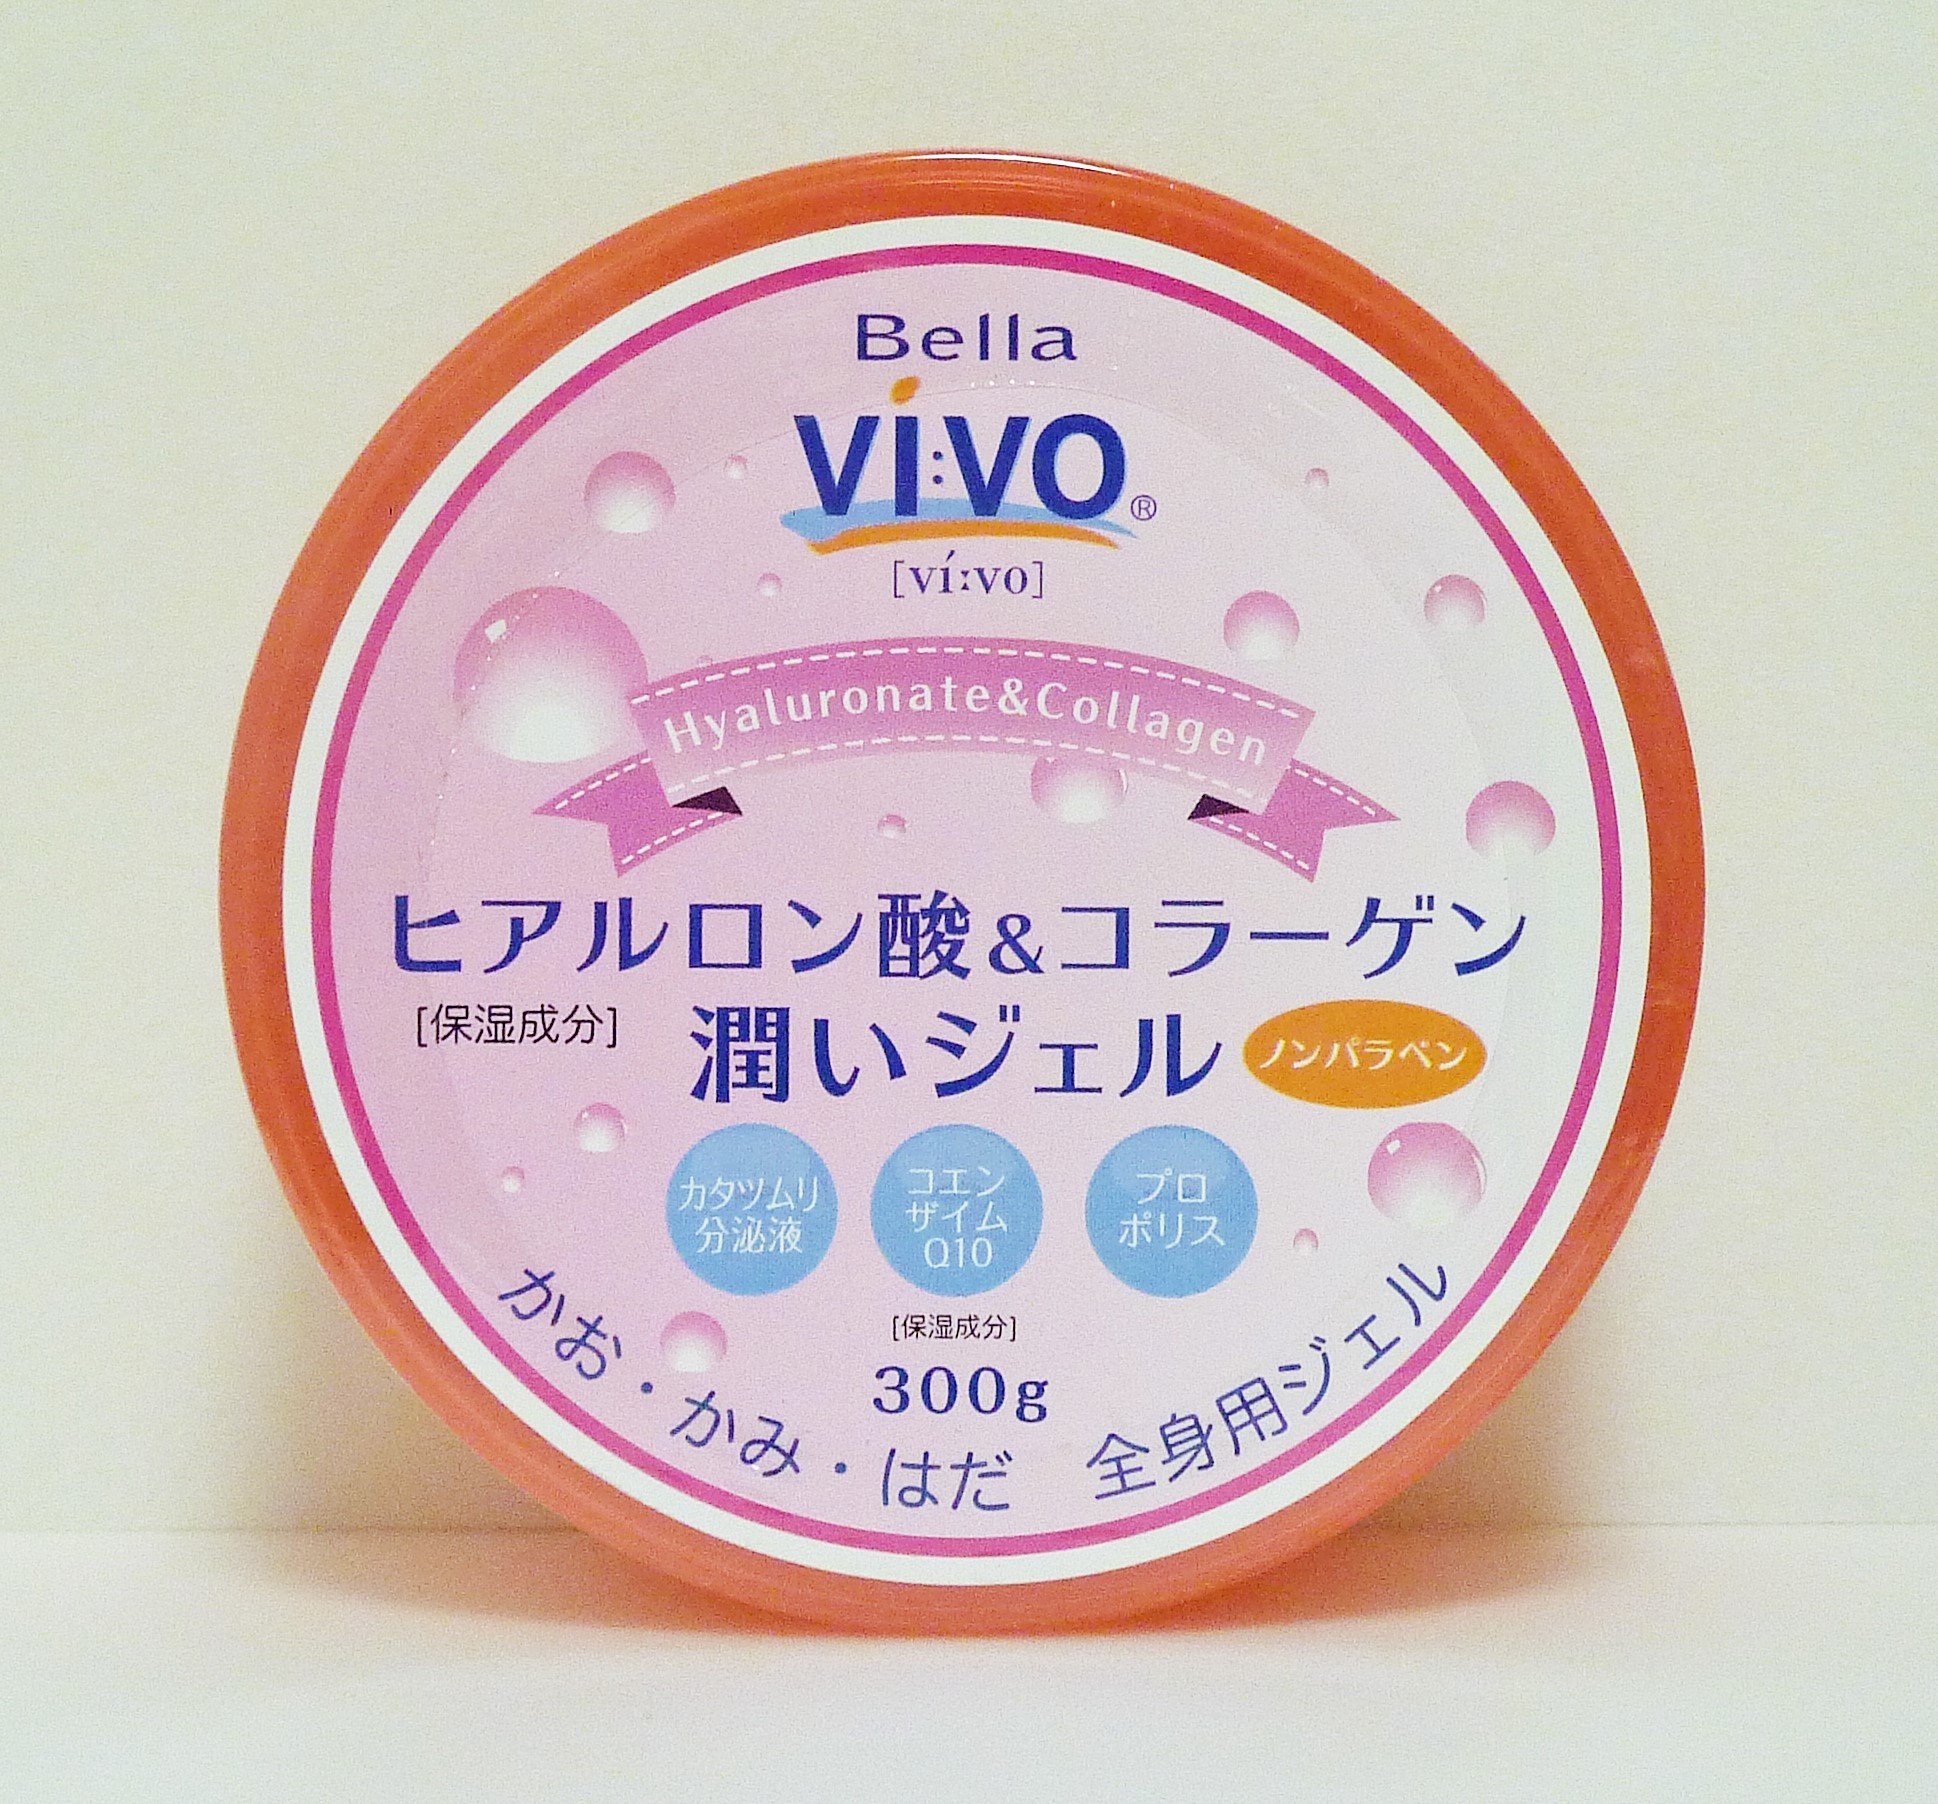 Bella
Vi:VO®
[ví:vo]
Hyaluronate&Collagen
ヒアルロン酸&コラーゲン
[保湿成分] 潤いジェル ノンパラベン
カタツムリ
分泌液
コエン
ザイム
Q10
プロ
ポリス
[保湿成分]
300g
かお・かみ・はだ 全身用ジェル